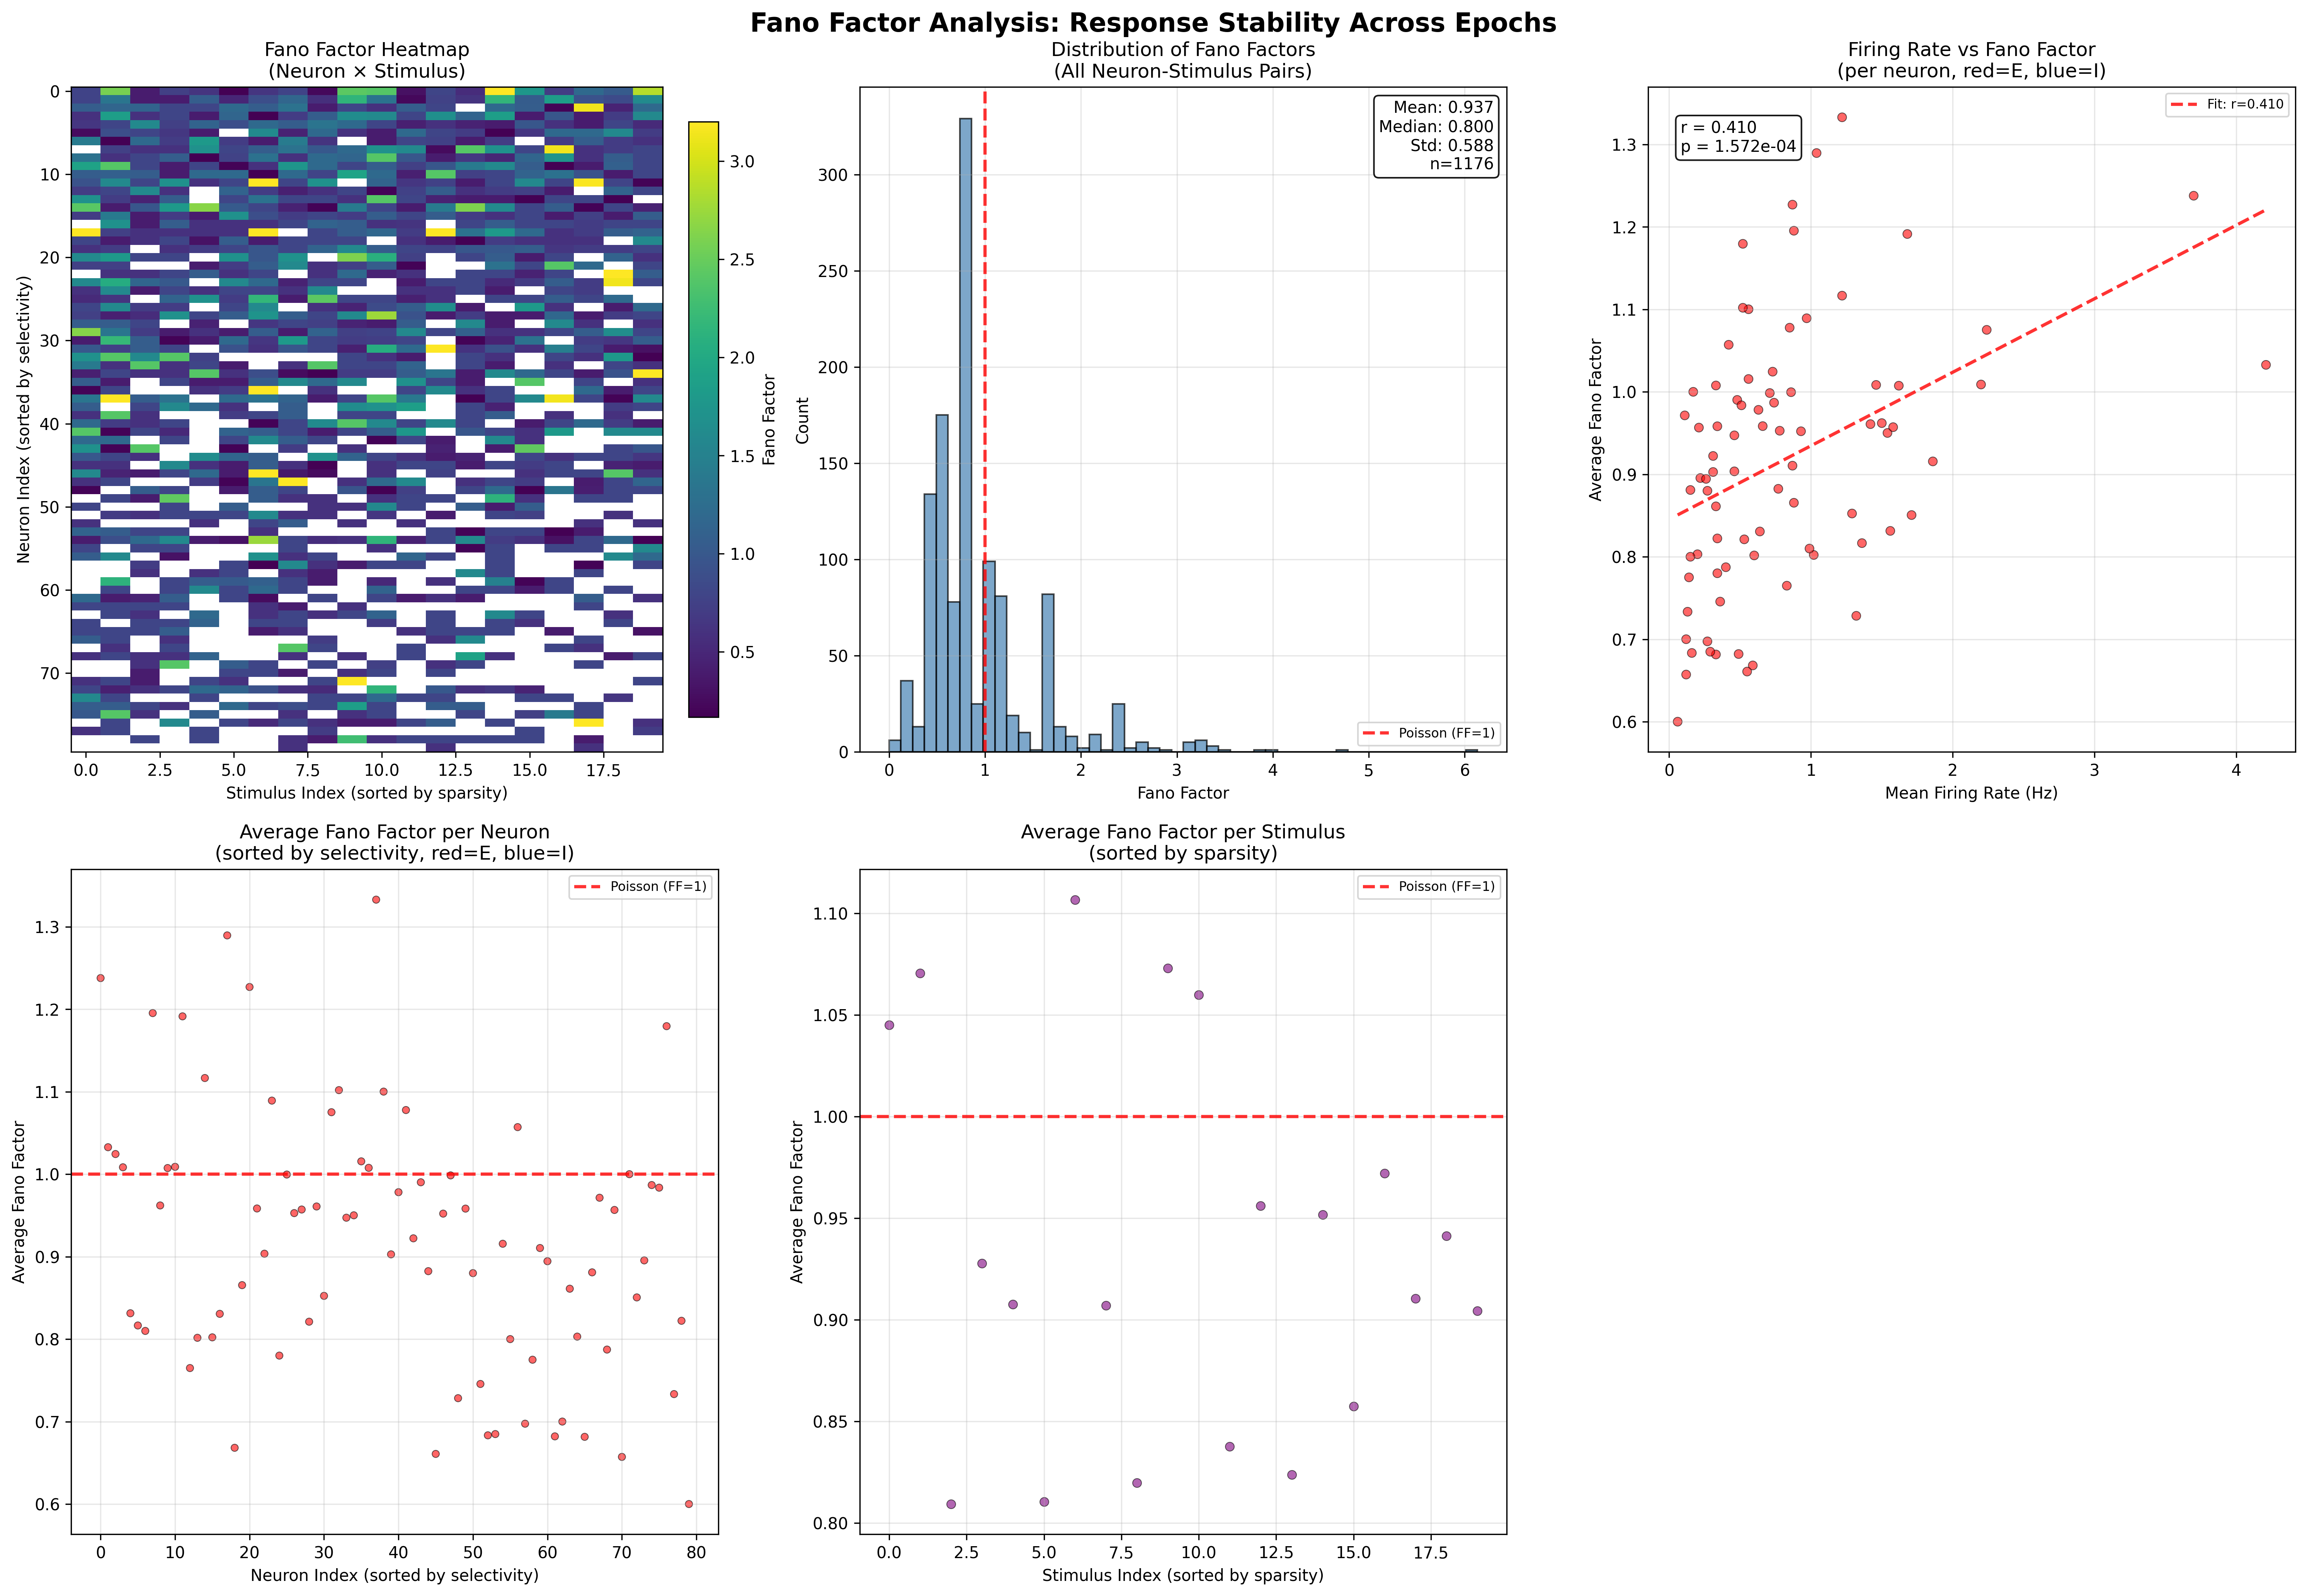 Fano Factor Analysis: Response Stability Across Epochs
Fano Factor Heatmap
(Neuron × Stimulus)
0
10
20
30
40
50
60
70
Neuron Index (sorted by selectivity)
0.0
2.5
5.0
7.5
10.0
12.5
15.0
17.5
Stimulus Index (sorted by sparsity)
3.0
2.5
2.0
1.5
1.0
0.5
Fano Factor
Distribution of Fano Factors
(All Neuron-Stimulus Pairs)
Mean: 0.937
Median: 0.800
Std: 0.588
n=1176
300
250
200
150
100
50
0
Count
Poisson (FF=1)
0
1
2
3
4
5
6
Fano Factor
Firing Rate vs Fano Factor
(per neuron, red=E, blue=I)
Fit: r=0.410
r = 0.410
p = 1.572e-04
1.3
1.2
1.1
1.0
0.9
0.8
0.7
0.6
Average Fano Factor
0
1
2
3
4
Mean Firing Rate (Hz)
Average Fano Factor per Neuron
(sorted by selectivity, red=E, blue=I)
Poisson (FF=1)
1.3
1.2
1.1
1.0
0.9
0.8
0.7
0.6
Average Fano Factor
0
10
20
30
40
50
60
70
80
Neuron Index (sorted by selectivity)
Average Fano Factor per Stimulus
(sorted by sparsity)
Poisson (FF=1)
1.10
1.05
1.00
0.95
0.90
0.85
0.80
Average Fano Factor
0.0
2.5
5.0
7.5
10.0
12.5
15.0
17.5
Stimulus Index (sorted by sparsity)